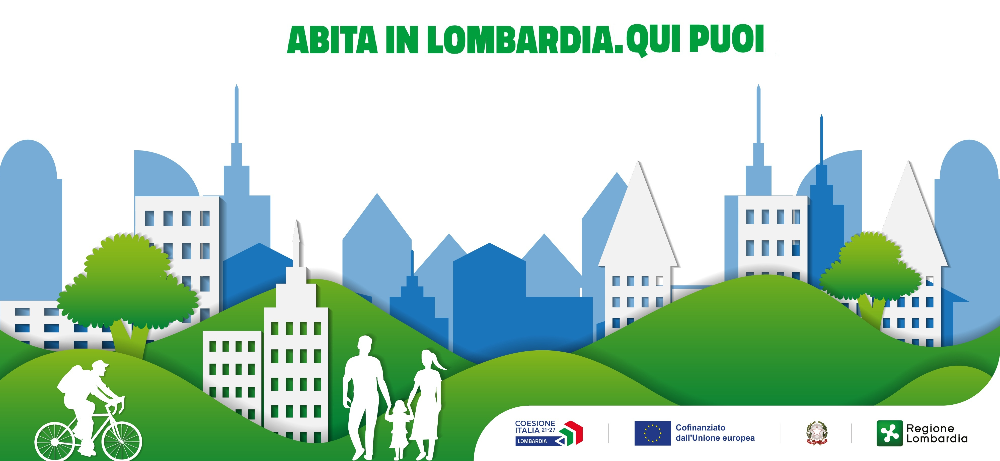 ABITA IN LOMBARDIA. QUI PUOI
COESIONE
ITALIA 21-27
LOMBARDIA
Cofinanziato
dall'Unione europea
Regione
Lombardia